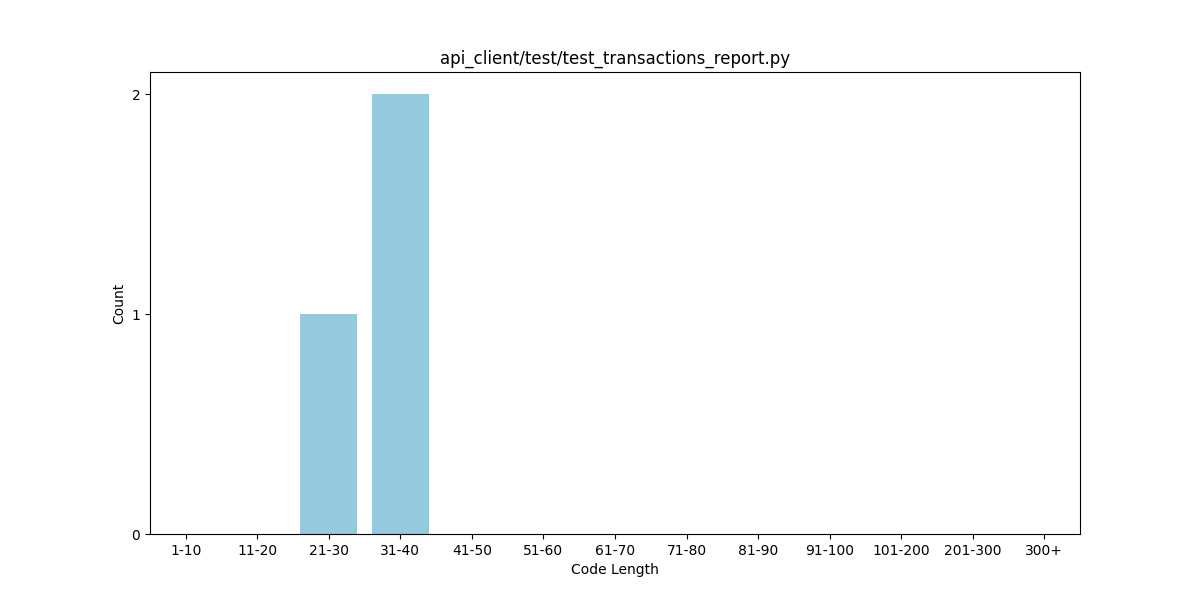 api_client/test/test_transactions_report.py
2
1
0
Count
1-10 11-20 21-30 31-40 41-50 51-60 61-70 71-80 81-90 91-100 101-200 201-300 300+
Code Length